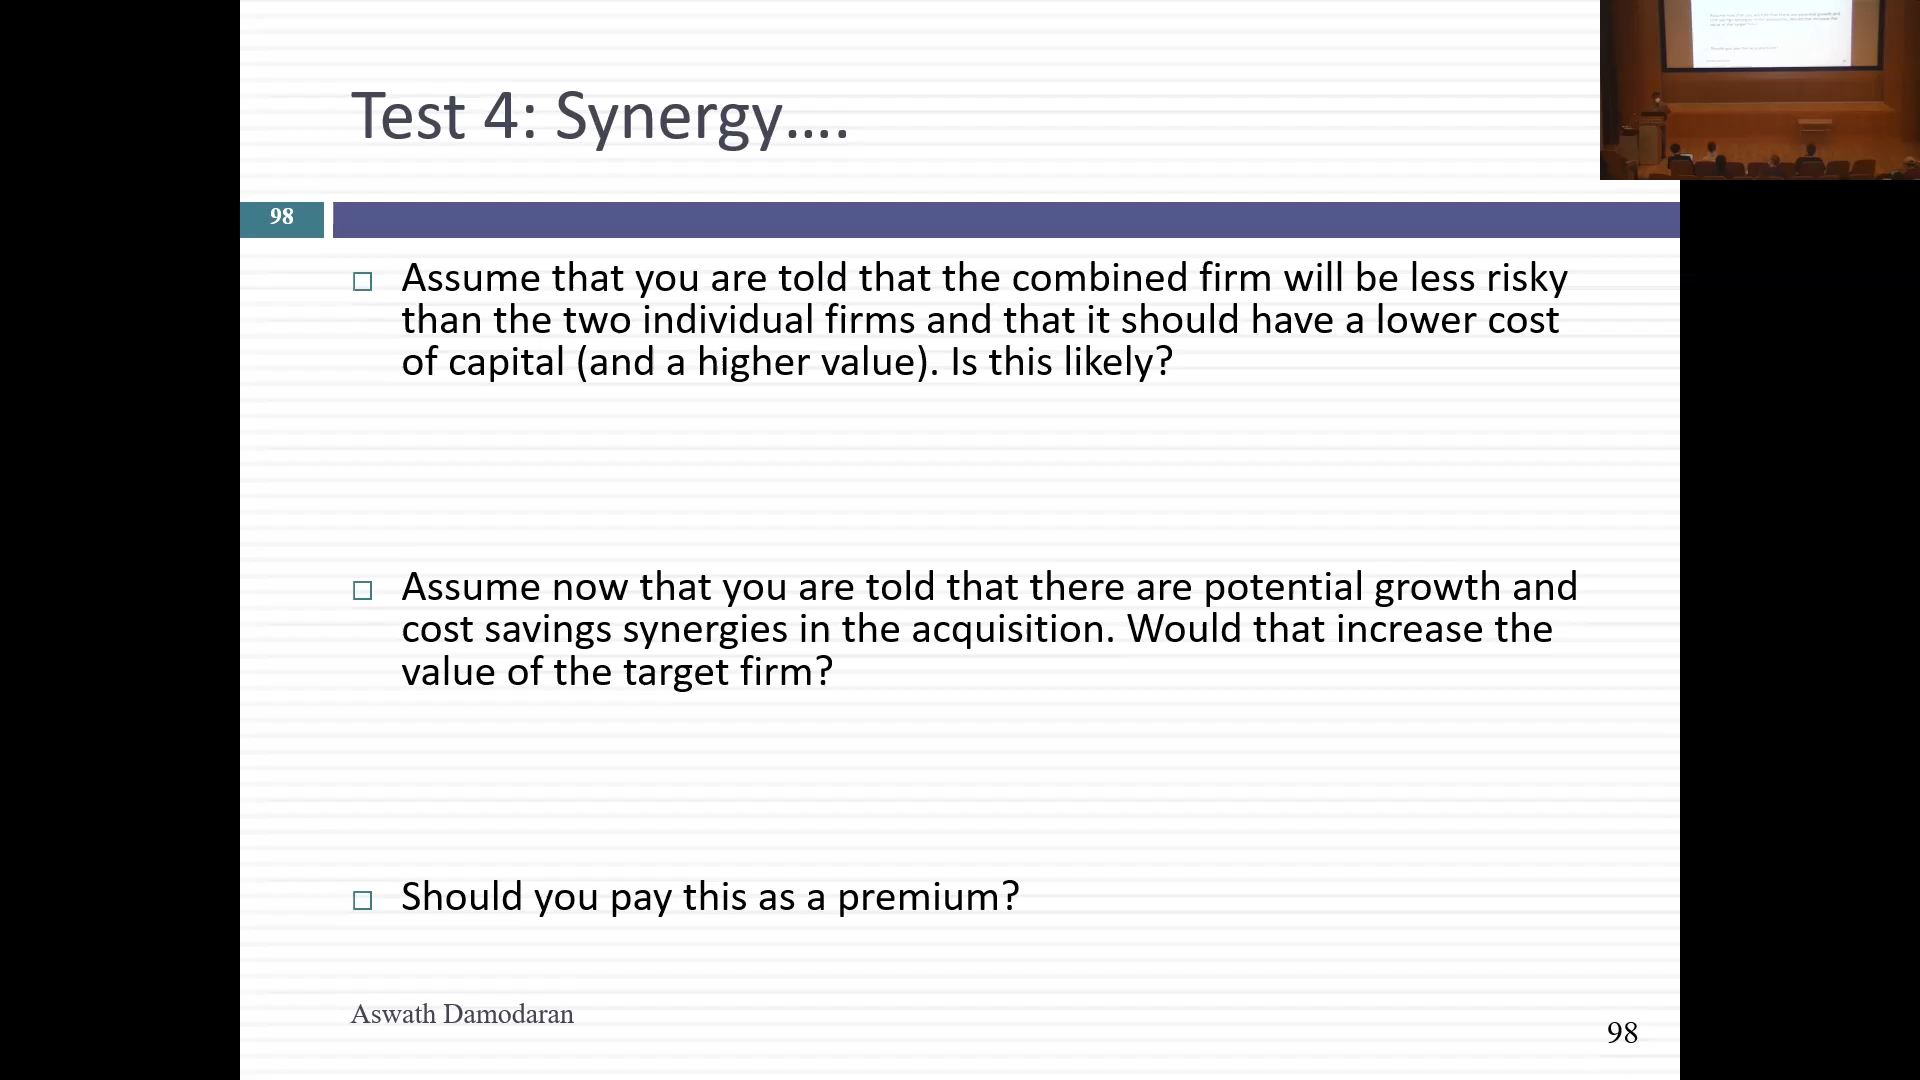 Test 4: Synergy....
98
Assume that you are told that the combined firm will be less risky
than the two individual firms and that it should have a lower cost
of capital (and a higher value). Is this likely?
Assume now that you are told that there are potential growth and
cost savings synergies in the acquisition. Would that increase the
value of the target firm?
Should you pay this as a premium?
Aswath Damodaran
98